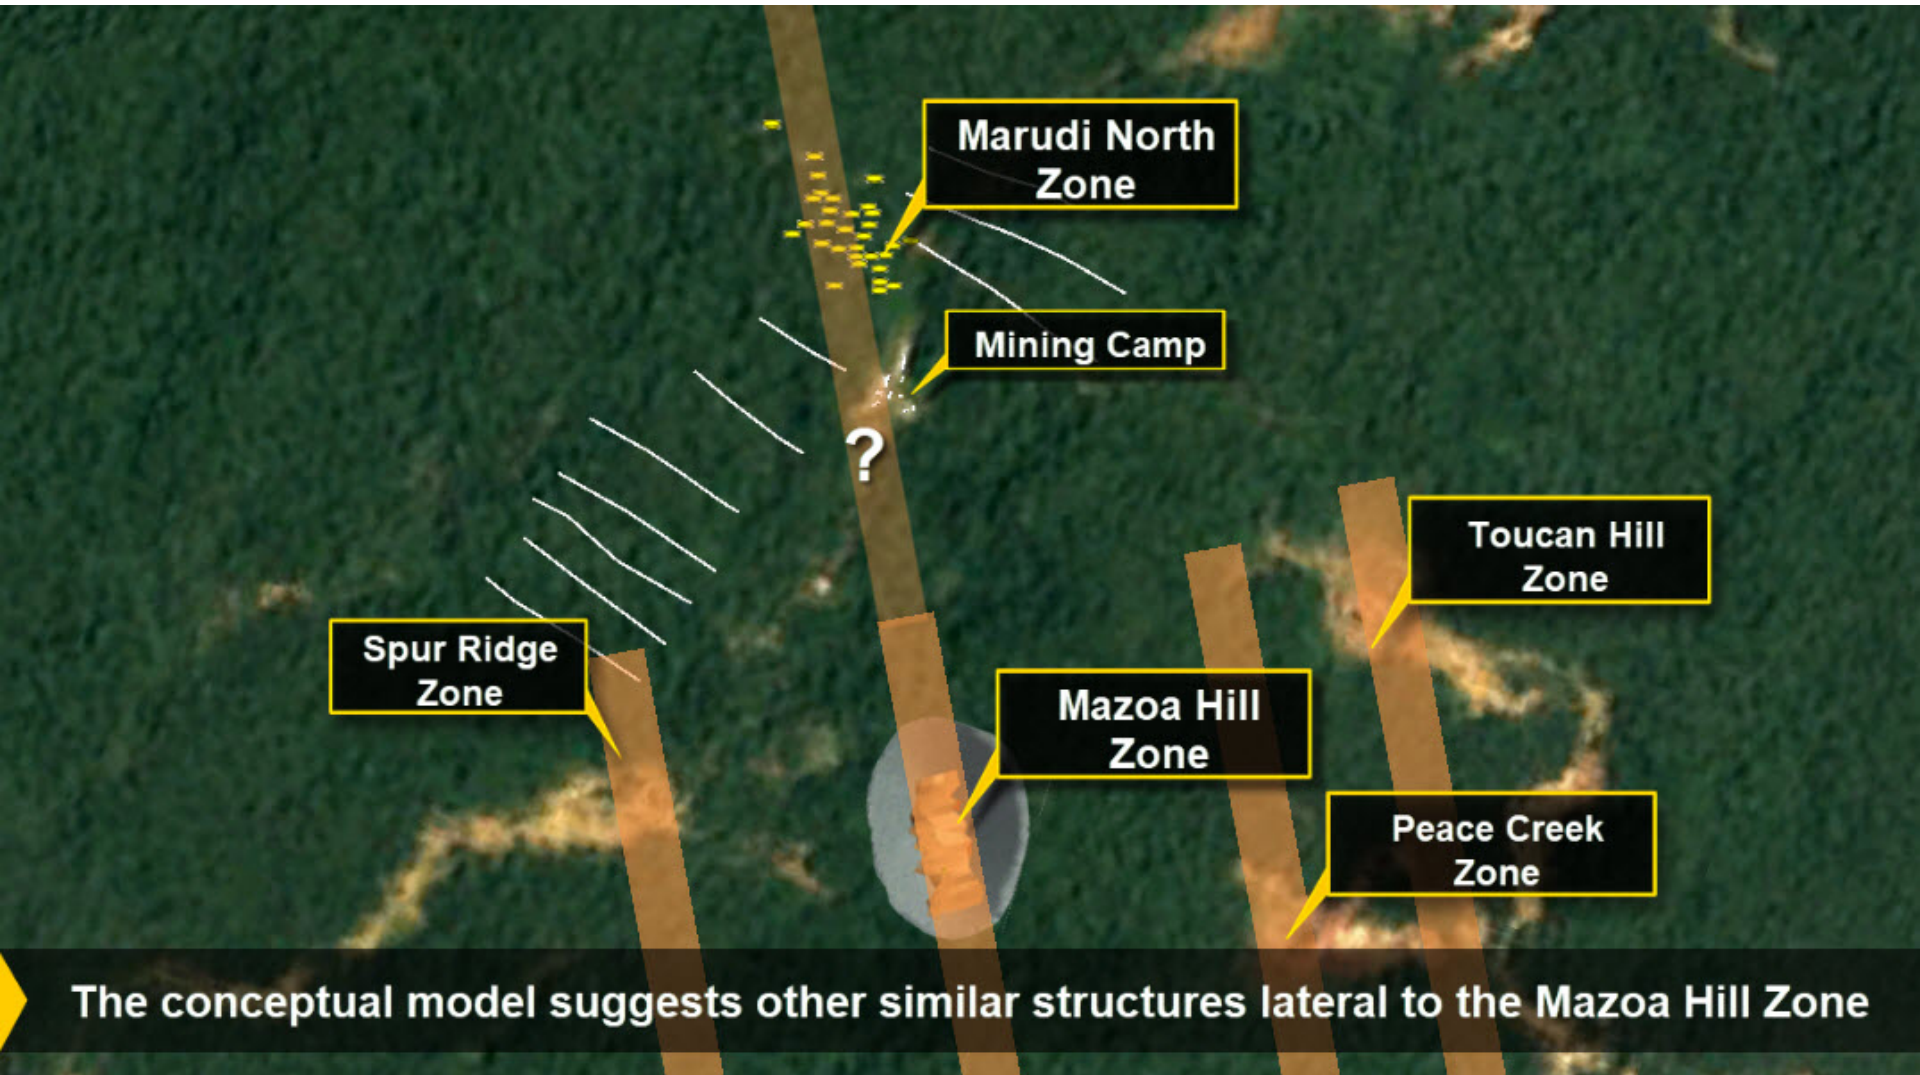 Marudi North
Zone
Mining Camp
?
Toucan Hill
Zone
Spur Ridge
Zone
Mazoa Hill
Zone
Peace Creek
Zone
The conceptual model suggests other similar structures lateral to the Mazoa Hill Zone